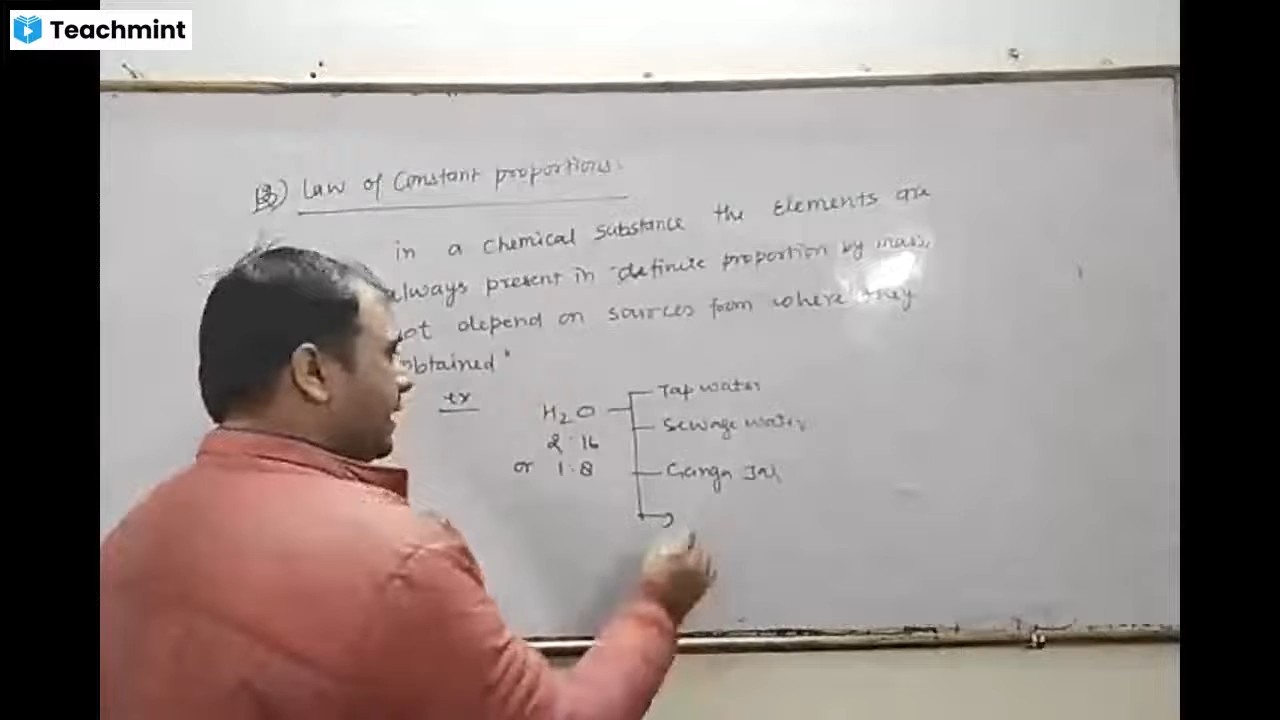 Teachmint
B) Law of Constant proportions.
in a chemical substance the Elements are
always present in definite proportion by mass,
not depend on sources from where they
obtained"
Ex
H2O
Tap water
2:16
Sewage water
or 1:8
Ganga Jal